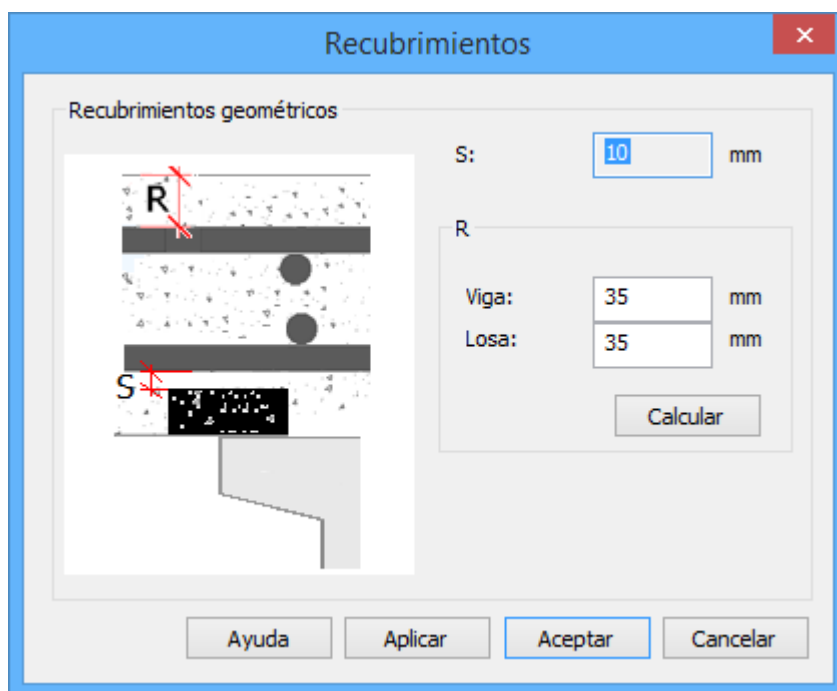 Recubrimientos
Recubrimientos geométricos
R
S
S: 10 mm
R
Viga: 35 mm
Losa: 35 mm
Calcular
Ayuda Aplicar Aceptar Cancelar